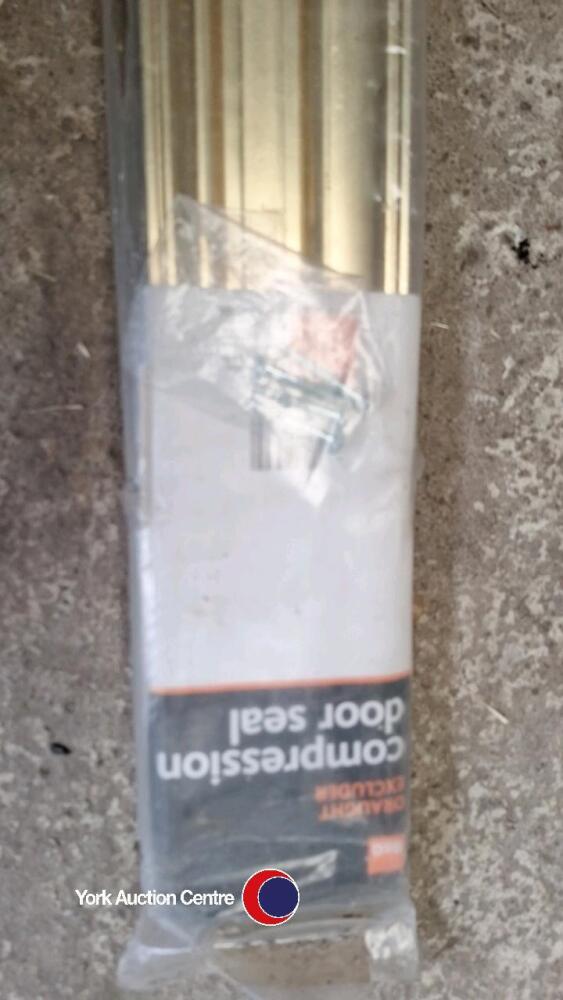 B&Q
DRAUGHT
EXCLUDER
compression
door seal
York Auction Centre